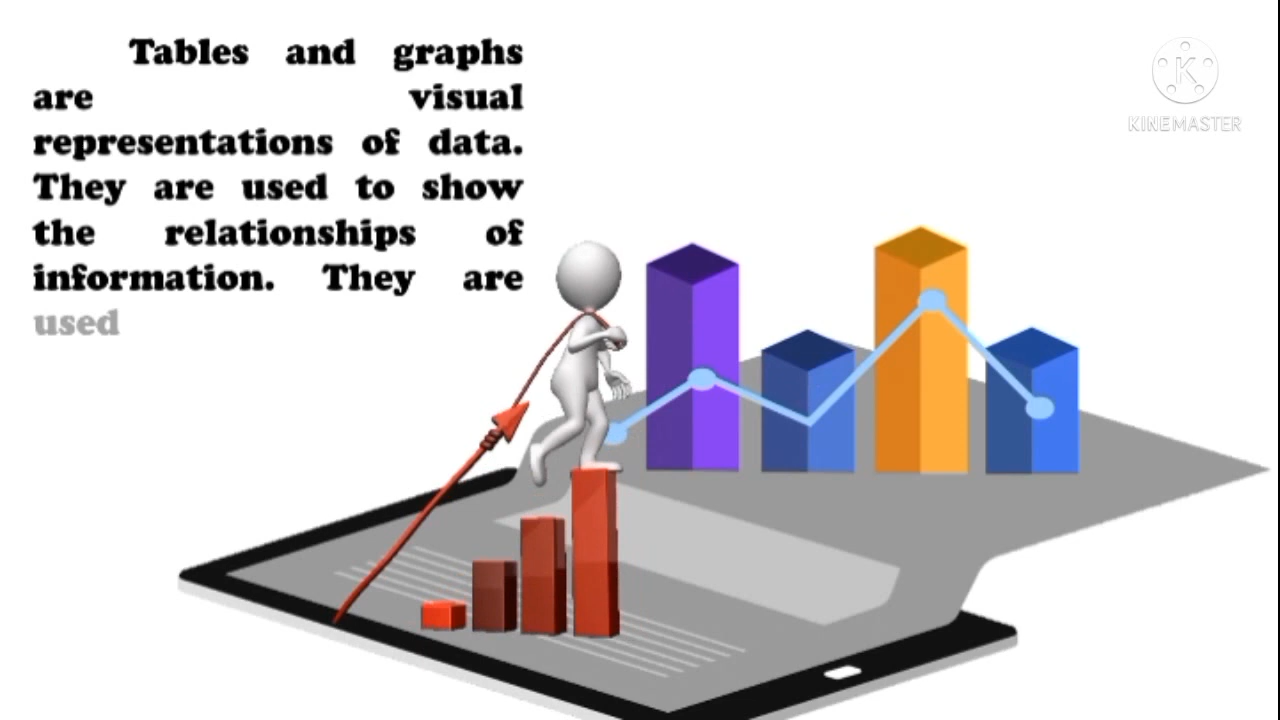 Tables and graphs
are visual
representations of data.
They are used to show
the relationships of
information. They are
used
K
KINEMASTER